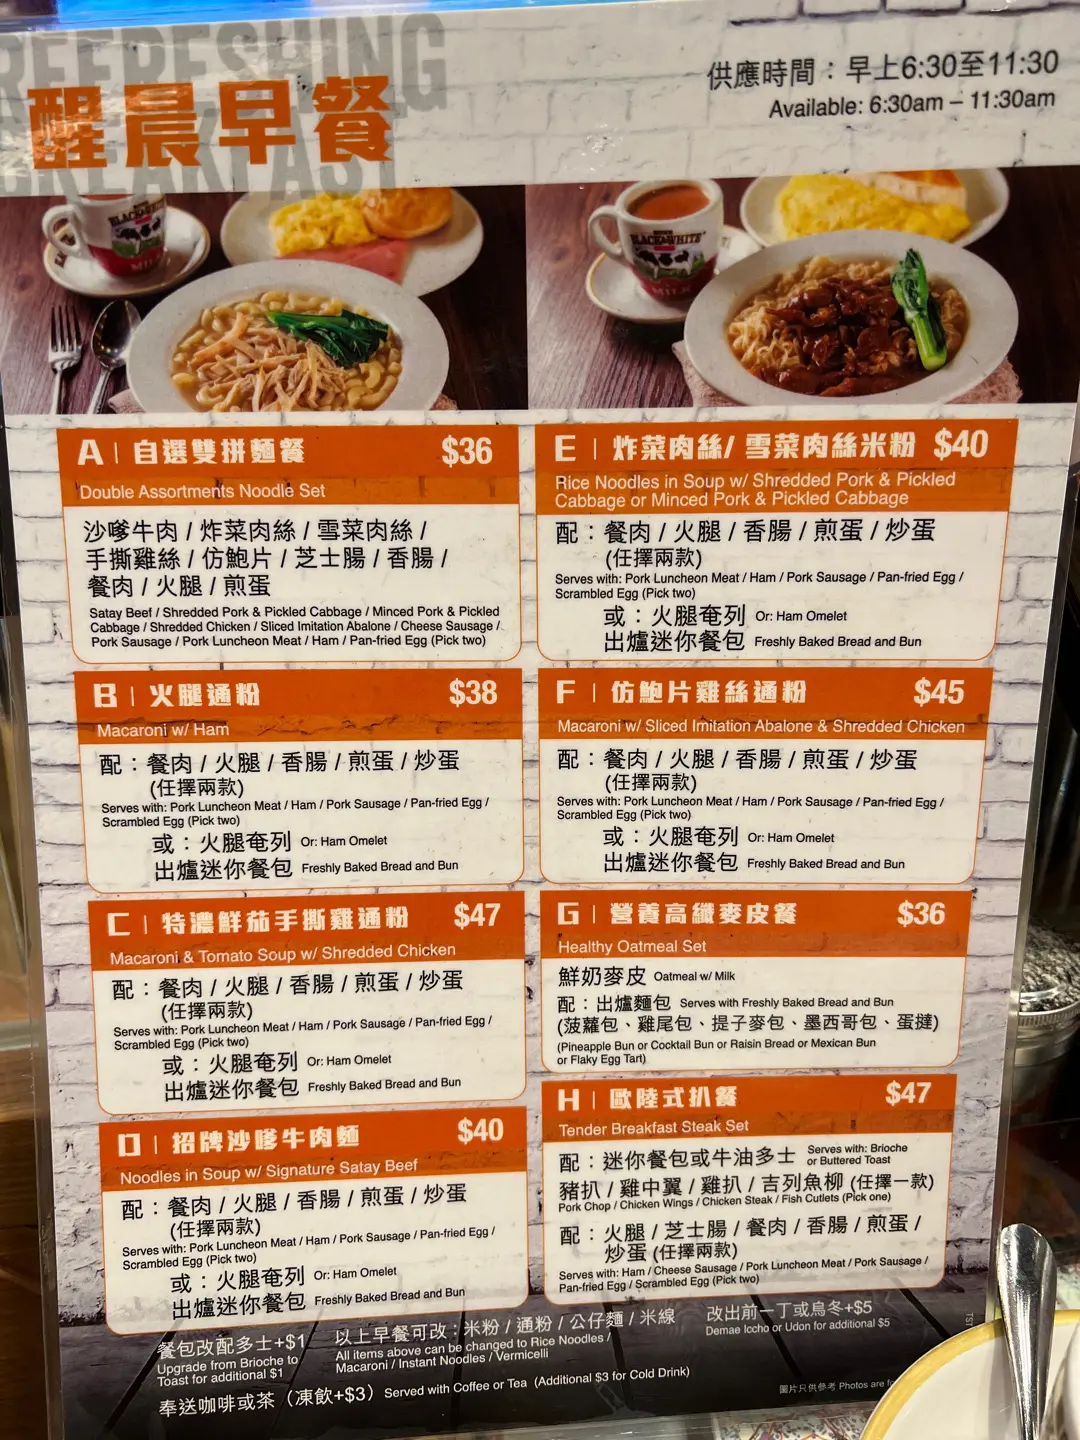 REFRESHING
BREAKFAST
醒晨早餐
供應時間：早上6:30至11:30
Available: 6:30am – 11:30am
BLACK&WHITE
MILK
BLACK&WHITE
MILK
A | 自選雙拼麵餐 $36
Double Assortments Noodle Set
沙嗲牛肉 / 炸菜肉絲 / 雪菜肉絲 /
手撕雞絲 / 仿鮑片 / 芝士腸 / 香腸 /
餐肉 / 火腿 / 煎蛋
Satay Beef / Shredded Pork & Pickled Cabbage / Minced Pork & Pickled
Cabbage / Shredded Chicken / Sliced Imitation Abalone / Cheese Sausage /
Pork Sausage / Pork Luncheon Meat / Ham / Pan-fried Egg (Pick two)
B | 火腿通粉 $38
Macaroni w/ Ham
配：餐肉 / 火腿 / 香腸 / 煎蛋 / 炒蛋
(任擇兩款)
Serves with: Pork Luncheon Meat / Ham / Pork Sausage / Pan-fried Egg /
Scrambled Egg (Pick two)
或：火腿奄列 Or: Ham Omelet
出爐迷你餐包 Freshly Baked Bread and Bun
C | 特濃鮮茄手撕雞通粉 $47
Macaroni & Tomato Soup w/ Shredded Chicken
配：餐肉 / 火腿 / 香腸 / 煎蛋 / 炒蛋
(任擇兩款)
Serves with: Pork Luncheon Meat / Ham / Pork Sausage / Pan-fried Egg /
Scrambled Egg (Pick two)
或：火腿奄列 Or: Ham Omelet
出爐迷你餐包 Freshly Baked Bread and Bun
D | 招牌沙嗲牛肉麵 $40
Noodles in Soup w/ Signature Satay Beef
配：餐肉 / 火腿 / 香腸 / 煎蛋 / 炒蛋
(任擇兩款)
Serves with: Pork Luncheon Meat / Ham / Pork Sausage / Pan-fried Egg /
Scrambled Egg (Pick two)
或：火腿奄列 Or: Ham Omelet
出爐迷你餐包 Freshly Baked Bread and Bun
E | 炸菜肉絲/ 雪菜肉絲米粉 $40
Rice Noodles in Soup w/ Shredded Pork & Pickled
Cabbage or Minced Pork & Pickled Cabbage
配：餐肉 / 火腿 / 香腸 / 煎蛋 / 炒蛋
(任擇兩款)
Serves with: Pork Luncheon Meat / Ham / Pork Sausage / Pan-fried Egg /
Scrambled Egg (Pick two)
或：火腿奄列 Or: Ham Omelet
出爐迷你餐包 Freshly Baked Bread and Bun
F | 仿鮑片雞絲通粉 $45
Macaroni w/ Sliced Imitation Abalone & Shredded Chicken
配：餐肉 / 火腿 / 香腸 / 煎蛋 / 炒蛋
(任擇兩款)
Serves with: Pork Luncheon Meat / Ham / Pork Sausage / Pan-fried Egg /
Scrambled Egg (Pick two)
或：火腿奄列 Or: Ham Omelet
出爐迷你餐包 Freshly Baked Bread and Bun
G | 營養高纖麥皮餐 $36
Healthy Oatmeal Set
鮮奶麥皮 Oatmeal w/ Milk
配：出爐麵包 Serves with Freshly Baked Bread and Bun
(菠蘿包、雞尾包、提子麥包、墨西哥包、蛋撻)
(Pineapple Bun or Cocktail Bun or Raisin Bread or Mexican Bun
or Flaky Egg Tart)
H | 歐陸式扒餐 $47
Tender Breakfast Steak Set
配：迷你餐包或牛油多士 Serves with: Brioche
or Buttered Toast
豬扒 / 雞中翼 / 雞扒 / 吉列魚柳 (任擇一款)
Pork Chop / Chicken Wings / Chicken Steak / Fish Cutlets (Pick one)
配：火腿 / 芝士腸 / 餐肉 / 香腸 / 煎蛋 /
炒蛋 (任擇兩款)
Serves with: Ham / Cheese Sausage / Pork Luncheon Meat / Pork Sausage /
Pan-fried Egg / Scrambled Egg (Pick two)
餐包改配多士+$1
Upgrade from Brioche to
Toast for additional $1
以上早餐可改：米粉 / 通粉 / 公仔麵 / 米線
All items above can be changed to Rice Noodles /
Macaroni / Instant Noodles / Vermicelli
改出前一丁或烏冬+$5
Demae Iccho or Udon for additional $5
奉送咖啡或茶（凍飲+$3）Served with Coffee or Tea (Additional $3 for Cold Drink)
圖片只供參考 Photos are fo
TST